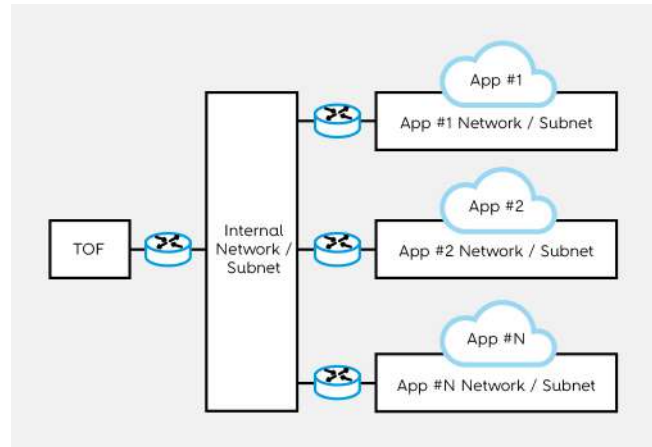 App #1
App #1 Network / Subnet
App #2
App #2 Network / Subnet
TOF
Internal
Network /
Subnet
App #N
App #N Network / Subnet